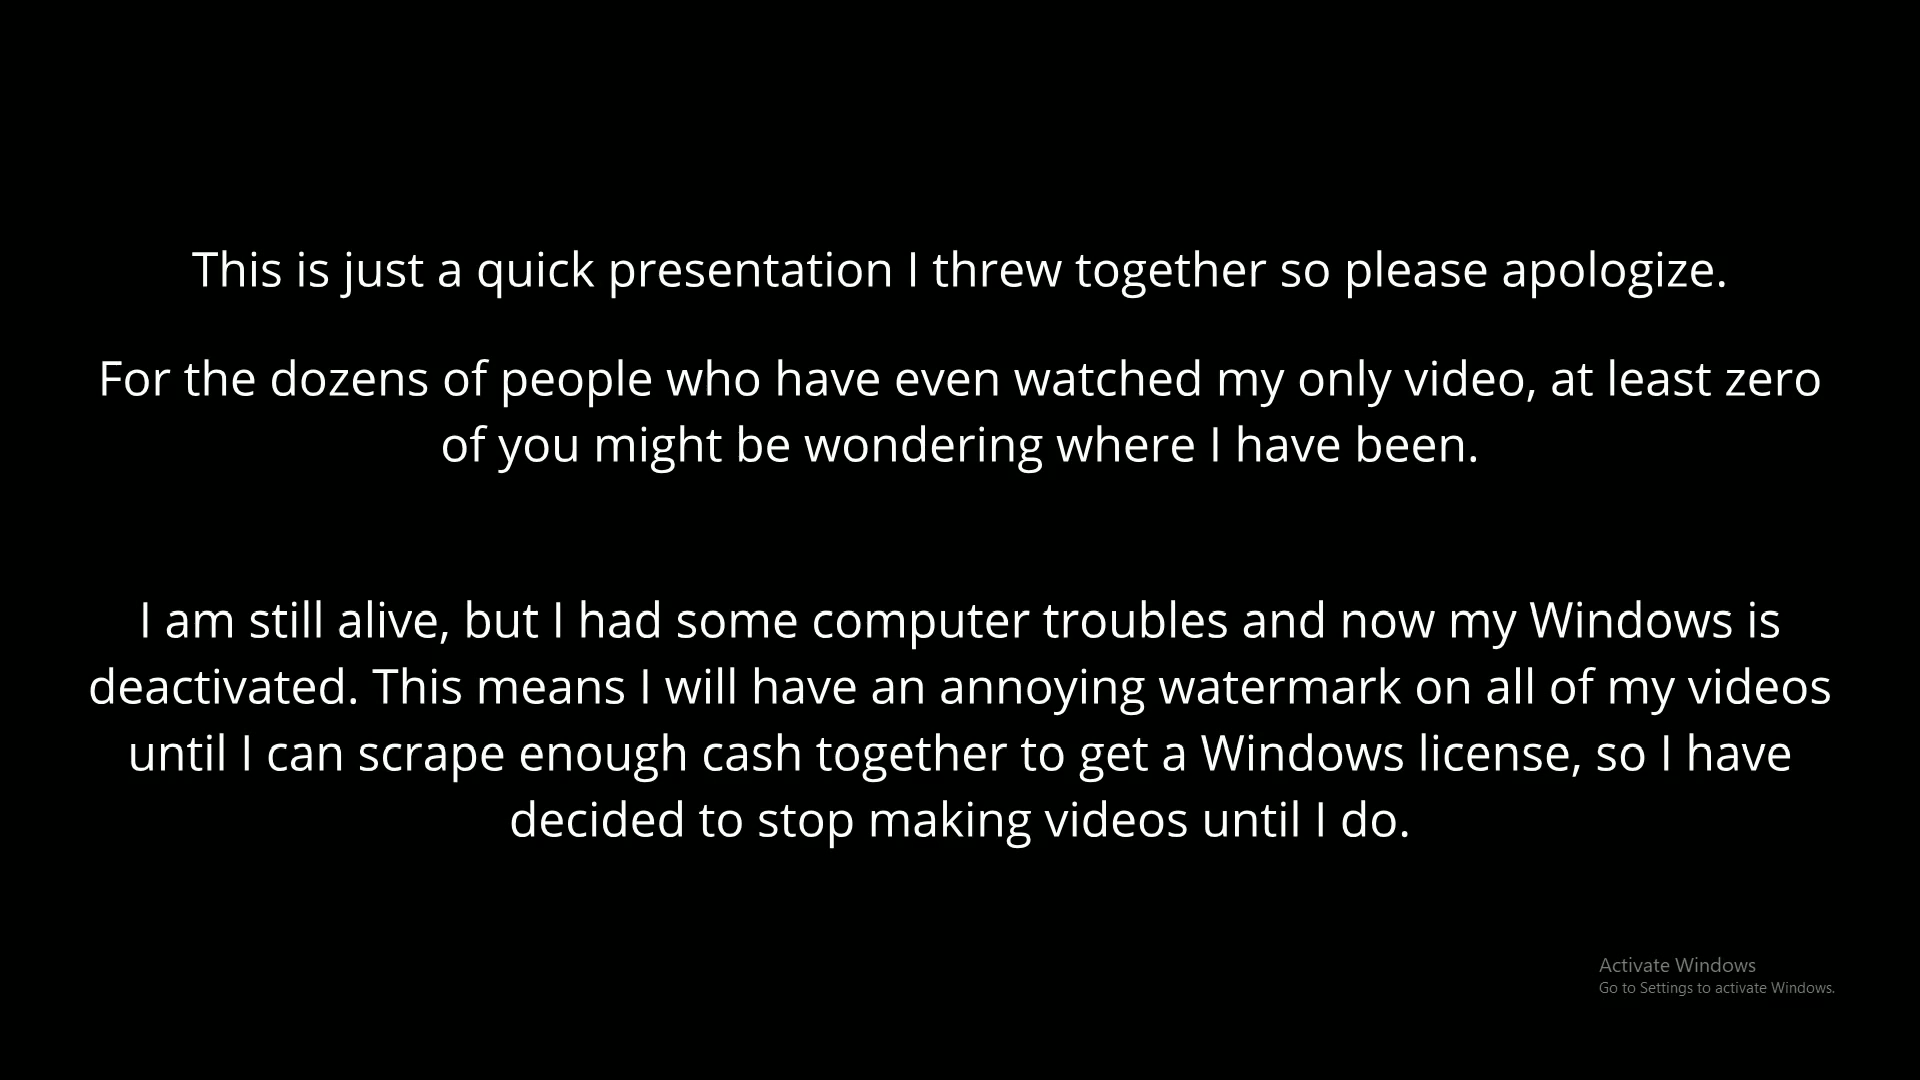 This is just a quick presentation I threw together so please apologize.
For the dozens of people who have even watched my only video, at least zero
of you might be wondering where I have been.
I am still alive, but I had some computer troubles and now my Windows is
deactivated. This means I will have an annoying watermark on all of my videos
until I can scrape enough cash together to get a Windows license, so I have
decided to stop making videos until I do.
Activate Windows
Go to Settings to activate Windows.